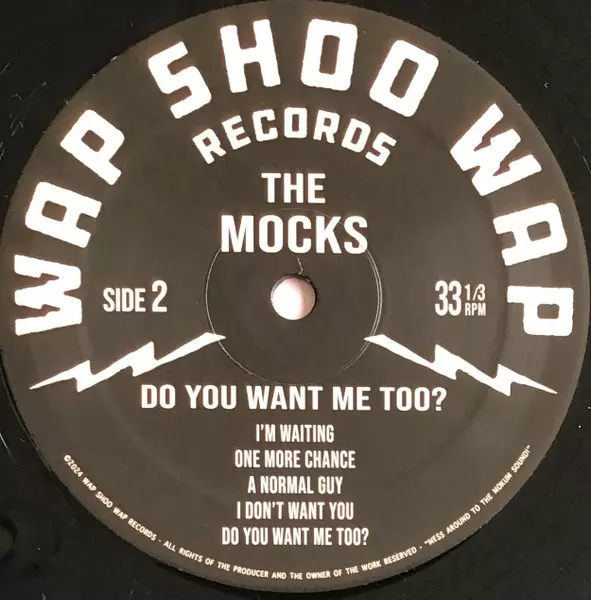 WAP SHOO WAP
RECORDS
THE
MOCKS
SIDE 2
33 1/3 RPM
DO YOU WANT ME TOO?
I'M WAITING
ONE MORE CHANCE
A NORMAL GUY
I DON'T WANT YOU
DO YOU WANT ME TOO?
©2024 WAP SHOO WAP RECORDS - ALL RIGHTS OF THE PRODUCER AND THE OWNER OF THE WORK RESERVED - "MESS AROUND TO THE MOKUM SOUND!"